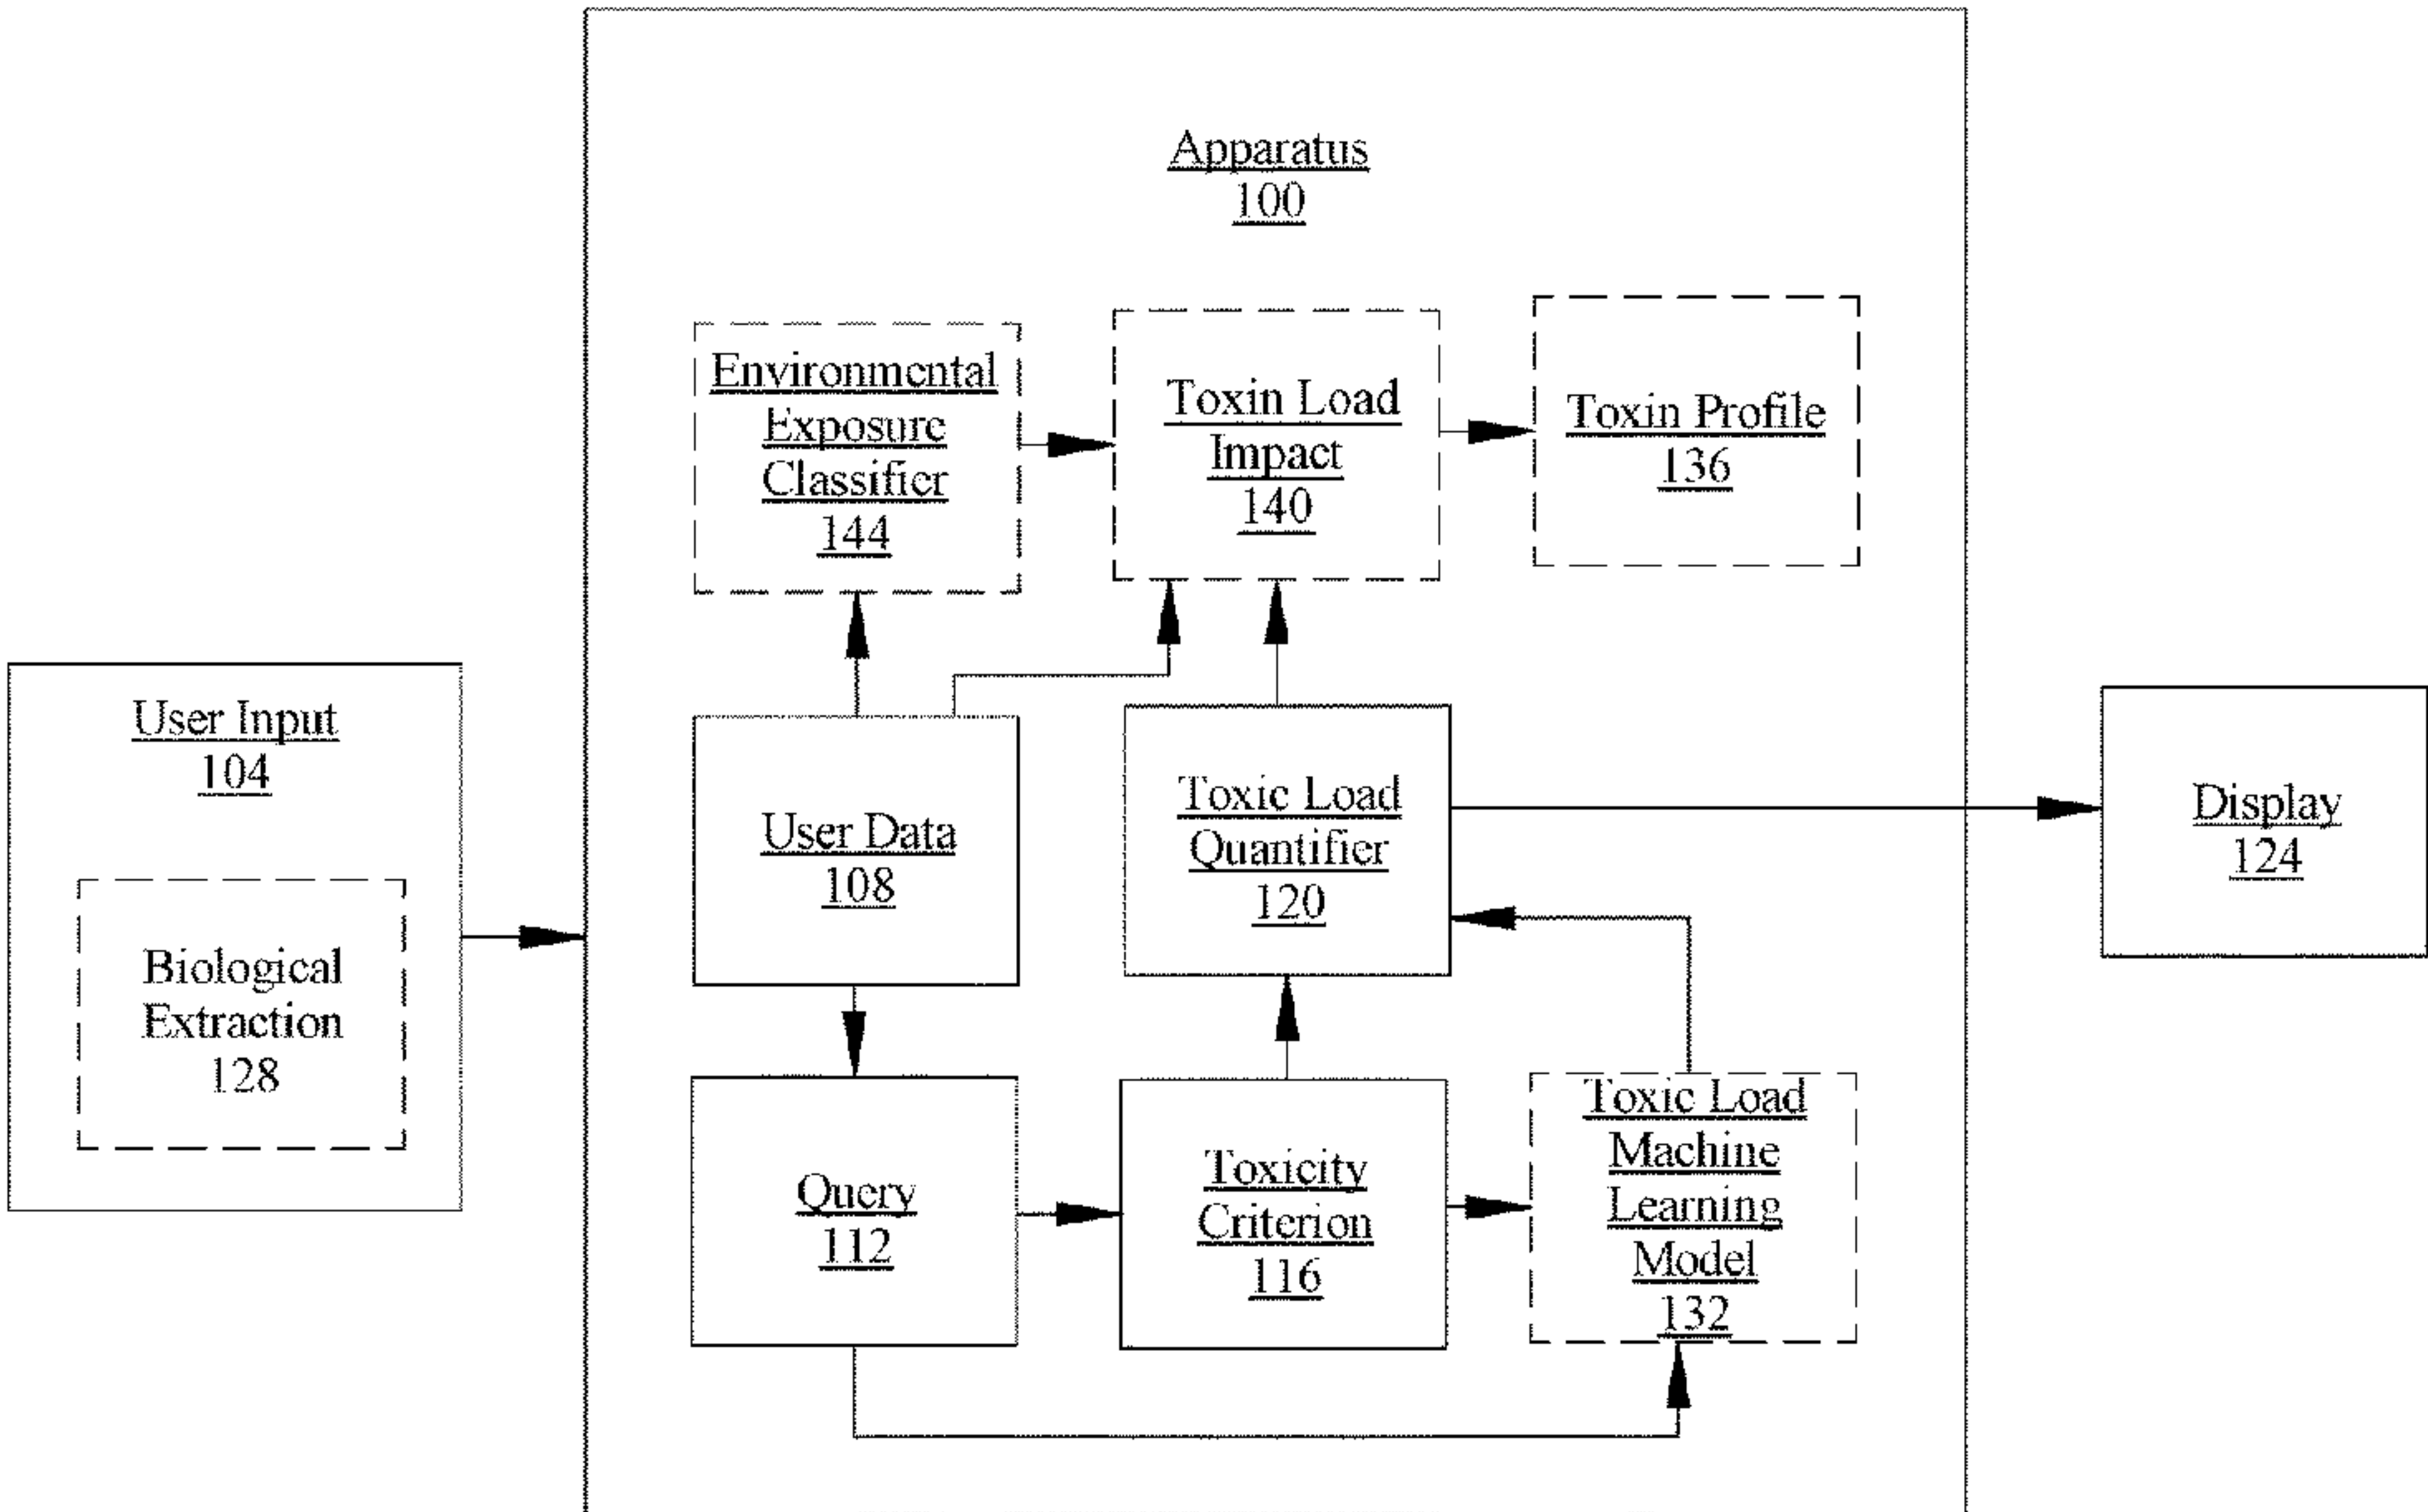 Apparatus
100
Environmental
Exposure
Classifier
144
Toxin Load
Impact
140
Toxin Profile
136
User Input
104
Biological
Extraction
128
User Data
108
Toxic Load
Quantifier
120
Display
124
Query
112
Toxicity
Criterion
116
Toxic Load
Machine
Learning
Model
132